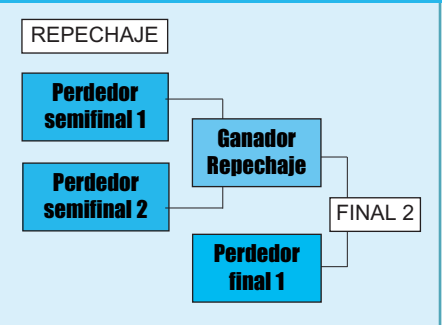 REPECHAJE
Perdedor
semifinal 1
Ganador
Repechaje
Perdedor
semifinal 2
FINAL 2
Perdedor
final 1